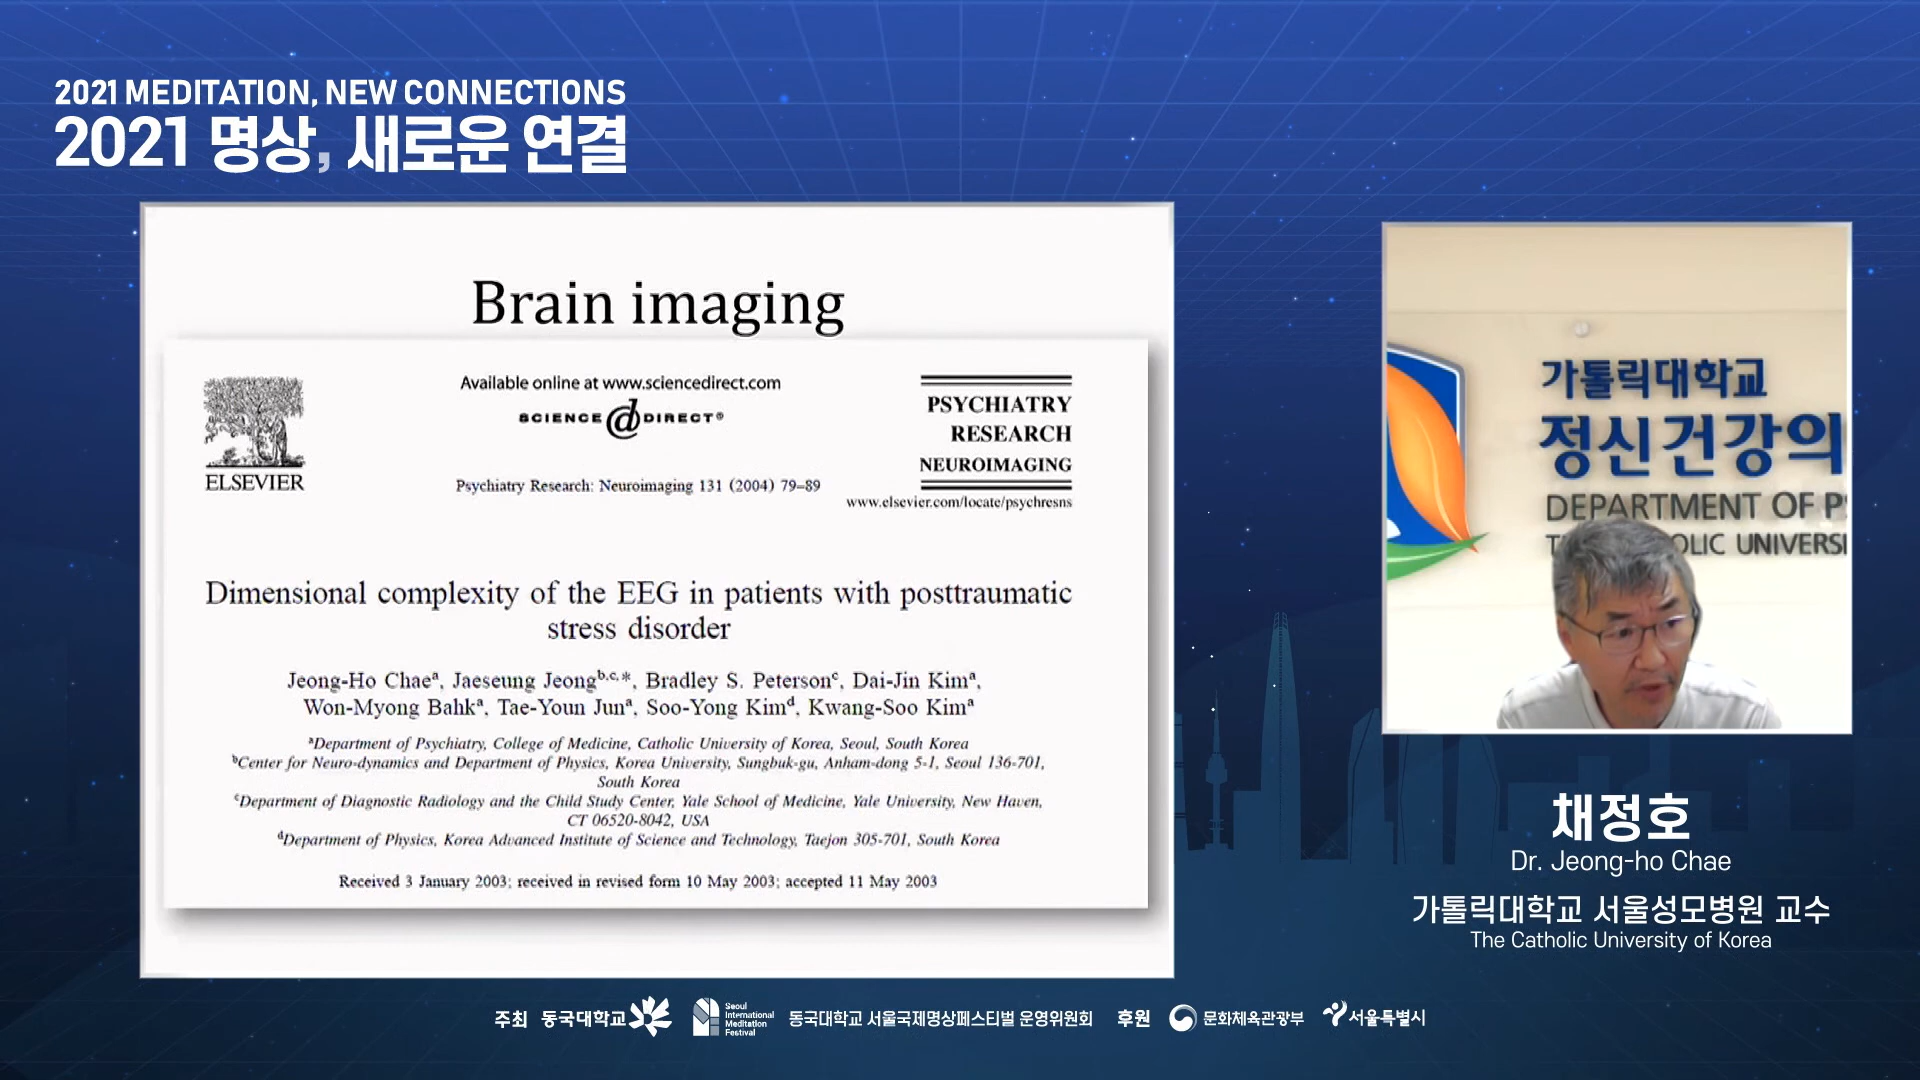 2021 MEDITATION, NEW CONNECTIONS
2021 명상, 새로운 연결
Brain imaging
ELSEVIER
Available online at www.sciencedirect.com
SCIENCE @ DIRECT®
Psychiatry Research: Neuroimaging 131 (2004) 79–89
PSYCHIATRY
RESEARCH
NEUROIMAGING
www.elsevier.com/locate/psychresns
Dimensional complexity of the EEG in patients with posttraumatic
stress disorder
Jeong-Ho Chaeᵃ, Jaeseung Jeongᵇ,ᶜ,*, Bradley S. Petersonᶜ, Dai-Jin Kimᵃ,
Won-Myong Bahkᵃ, Tae-Youn Junᵃ, Soo-Yong Kimᵈ, Kwang-Soo Kimᵃ
ᵃDepartment of Psychiatry, College of Medicine, Catholic University of Korea, Seoul, South Korea
ᵇCenter for Neuro-dynamics and Department of Physics, Korea University, Sungbuk-gu, Anham-dong 5-1, Seoul 136-701,
South Korea
ᶜDepartment of Diagnostic Radiology and the Child Study Center, Yale School of Medicine, Yale University, New Haven,
CT 06520-8042, USA
ᵈDepartment of Physics, Korea Advanced Institute of Science and Technology, Taejon 305-701, South Korea
Received 3 January 2003; received in revised form 10 May 2003; accepted 11 May 2003
가톨릭대학교
정신건강의
DEPARTMENT OF PS
T OLIC UNIVERSI
채정호
Dr. Jeong-ho Chae
가톨릭대학교 서울성모병원 교수
The Catholic University of Korea
주최 동국대학교 Seoul International Meditation Festival 동국대학교 서울국제명상페스티벌 운영위원회 후원 문화체육관광부 서울특별시